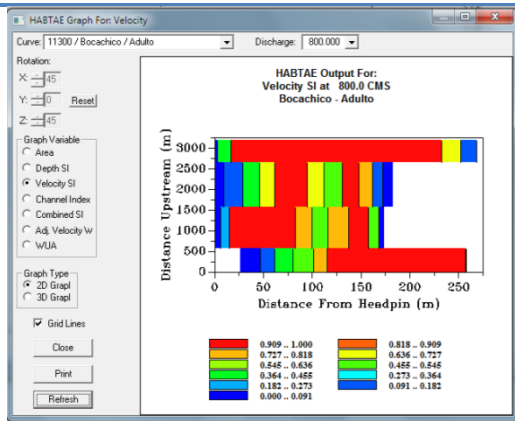 HABTAE Graph For: Velocity
Curve: 11300 / Bocachico / Adulto
Discharge: 800.000
Rotation:
X: 45
Y: 0 Reset
Z: 45
Graph Variable
Area
Depth SI
Velocity SI
Channel Index
Combined SI
Adj. Velocity W
WUA
Graph Type
2D Grapl
3D Grapl
Grid Lines
Close
Print
Refresh
HABTAE Output For:
Velocity SI at 800.0 CMS
Bocachico - Adulto
Distance Upstream (m)
3000
2500
2000
1500
1000
500
0
0 50 100 150 200 250
Distance From Headpin (m)
0.909 .. 1.000 0.818 .. 0.909
0.727 .. 0.818 0.636 .. 0.727
0.545 .. 0.636 0.455 .. 0.545
0.364 .. 0.455 0.273 .. 0.364
0.182 .. 0.273 0.091 .. 0.182
0.000 .. 0.091